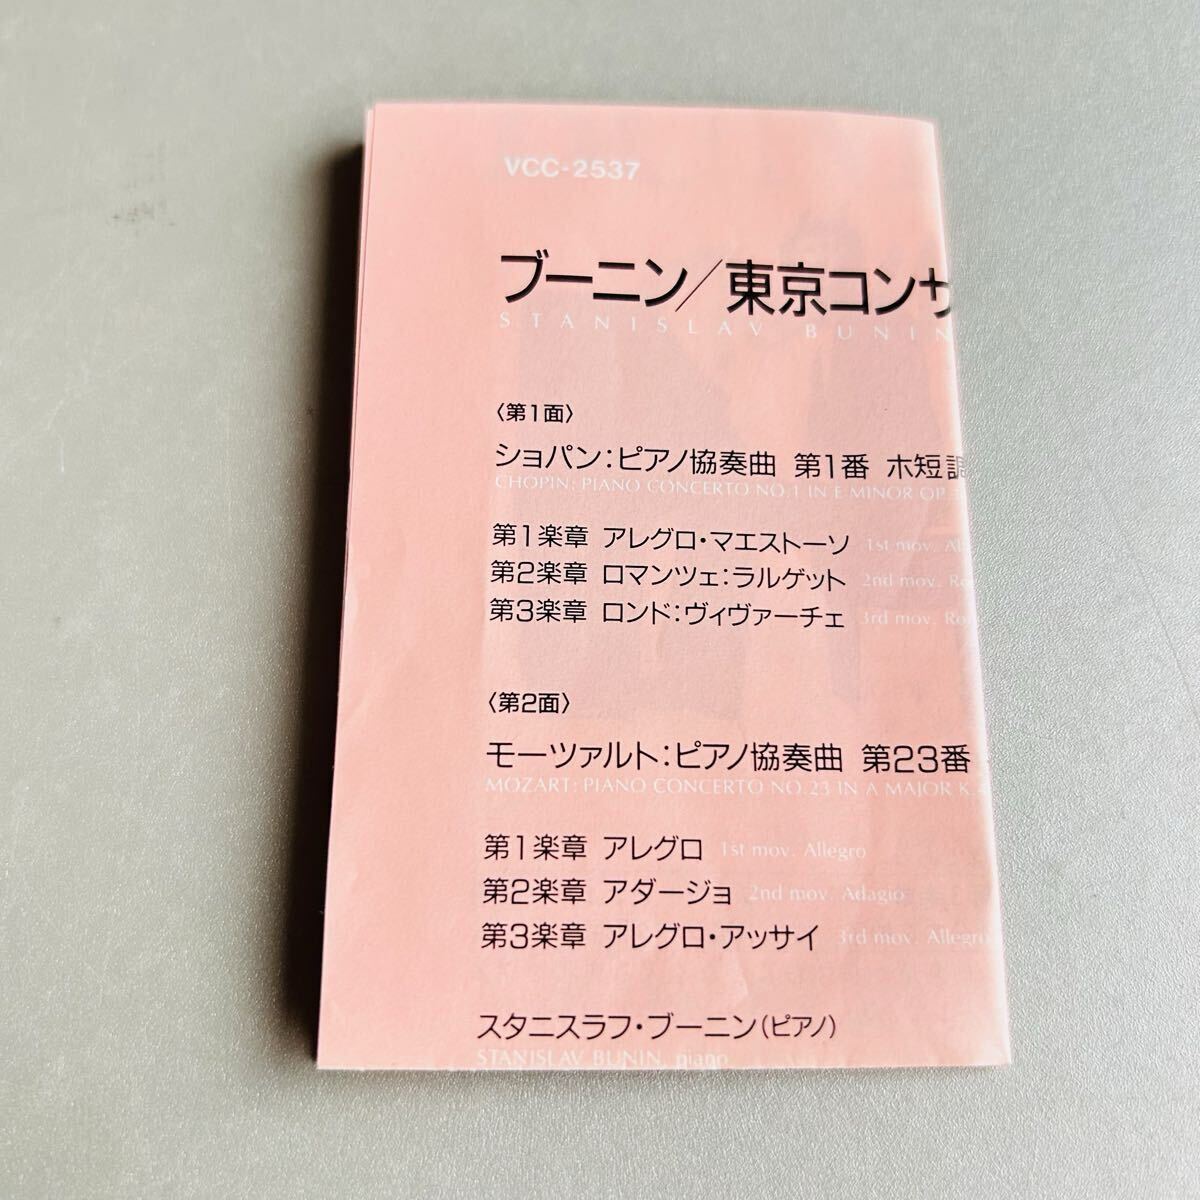 VCC-2537
ブーニン／東京コンサ
STANISLAV BUNIN
〈第1面〉
ショパン：ピアノ協奏曲 第1番 ホ短調
CHOPIN: PIANO CONCERTO NO.1 IN E MINOR OP.
第1楽章 アレグロ・マエストーソ 1st mov. Al
第2楽章 ロマンツェ：ラルゲット 2nd mov. Ro
第3楽章 ロンド：ヴィヴァーチェ 3rd mov. Ro
〈第2面〉
モーツァルト：ピアノ協奏曲 第23番
MOZART: PIANO CONCERTO NO.23 IN A MAJOR K.4
第1楽章 アレグロ 1st mov. Allegro
第2楽章 アダージョ 2nd mov. Adagio
第3楽章 アレグロ・アッサイ 3rd mov. Allegro
スタニスラフ・ブーニン（ピアノ）
STANISLAV BUNIN, piano